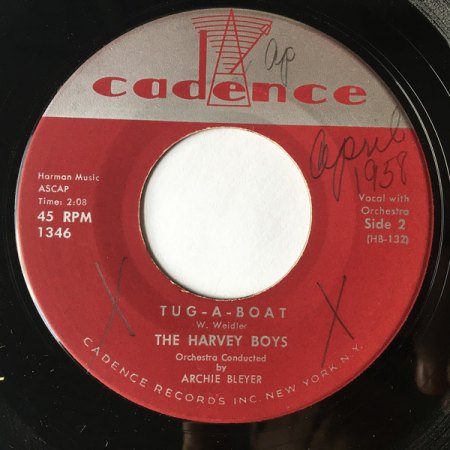 cadence
ap
April
1958
Harman Music
ASCAP
Time: 2:08
45 RPM
1346
Vocal with
Orchestra
Side 2
(HB-132)
X
X
TUG-A-BOAT
W. Weidler
THE HARVEY BOYS
Orchestra Conducted
by
ARCHIE BLEYER
CADENCE RECORDS INC. NEW YORK, N.Y.